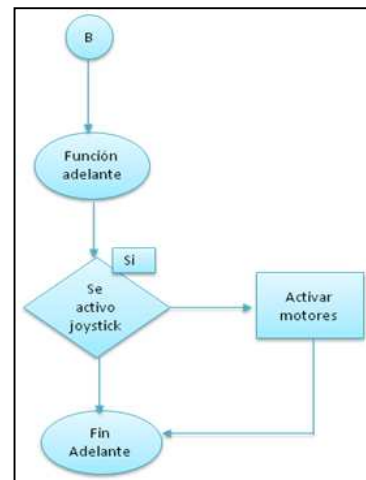 B
Función
adelante
Si
Se
activo
joystick
Activar
motores
Fin
Adelante